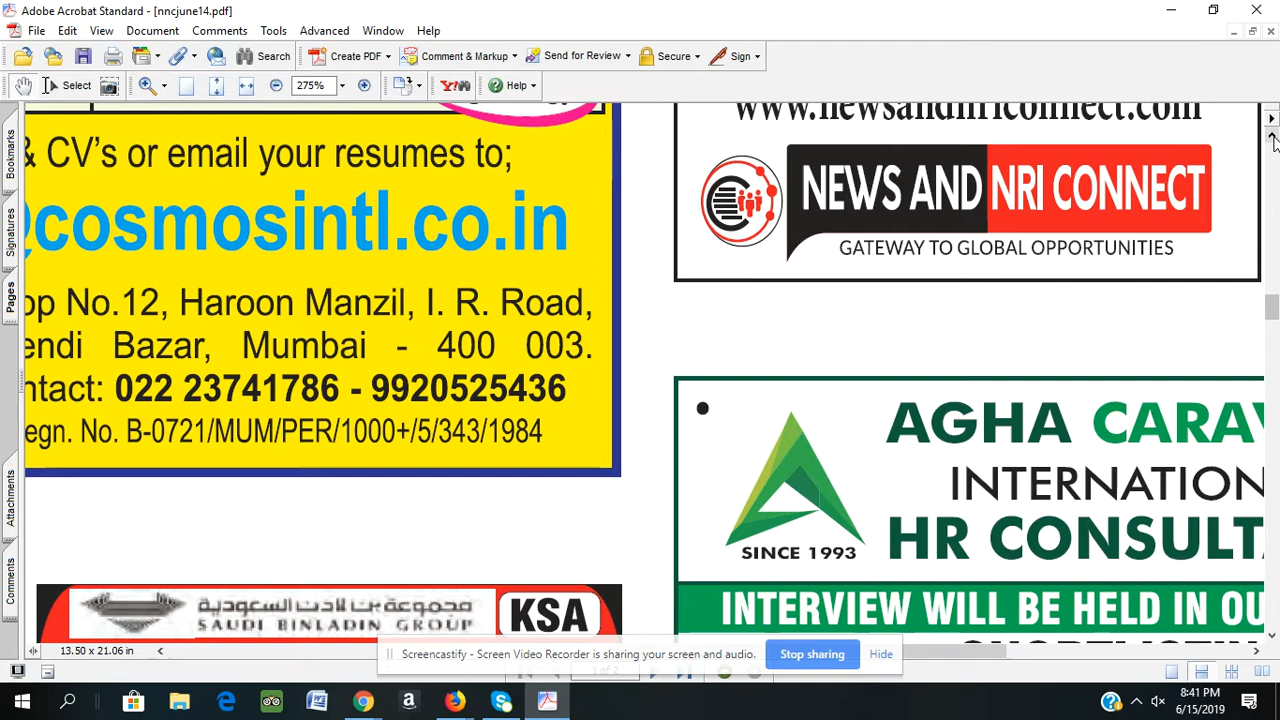 Adobe Acrobat Standard - [nncjune14.pdf]
File Edit View Document Comments Tools Advanced Window Help
Search Create PDF Comment & Markup Send for Review Secure Sign
Select 275% Y! Help
Bookmarks
Signatures
Pages
Attachments
Comments
& CV's or email your resumes to;
@cosmosintl.co.in
op No.12, Haroon Manzil, I. R. Road,
endi Bazar, Mumbai - 400 003.
ntact: 022 23741786 - 9920525436
egn. No. B-0721/MUM/PER/1000+/5/343/1984
مجموعة بن لادن السعودية
SAUDI BINLADIN GROUP
KSA
www.newsandnriconnect.com
NEWS AND NRI CONNECT
GATEWAY TO GLOBAL OPPORTUNITIES
AGHA CARAV
INTERNATION
HR CONSULTA
SINCE 1993
INTERVIEW WILL BE HELD IN OU
SHORTLISTIN
13.50 x 21.06 in
Screencastify - Screen Video Recorder is sharing your screen and audio. Stop sharing Hide
1 of 2
8:41 PM
6/15/2019